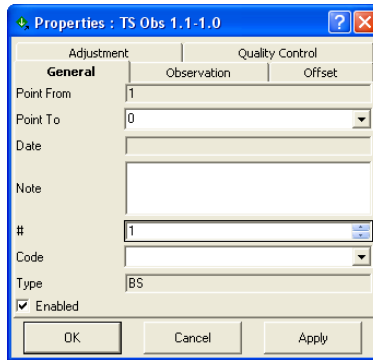 Properties : TS Obs 1.1-1.0
Adjustment Quality Control
General Observation Offset
Point From 1
Point To 0
Date
Note
# 1
Code
Type BS
Enabled
OK Cancel Apply